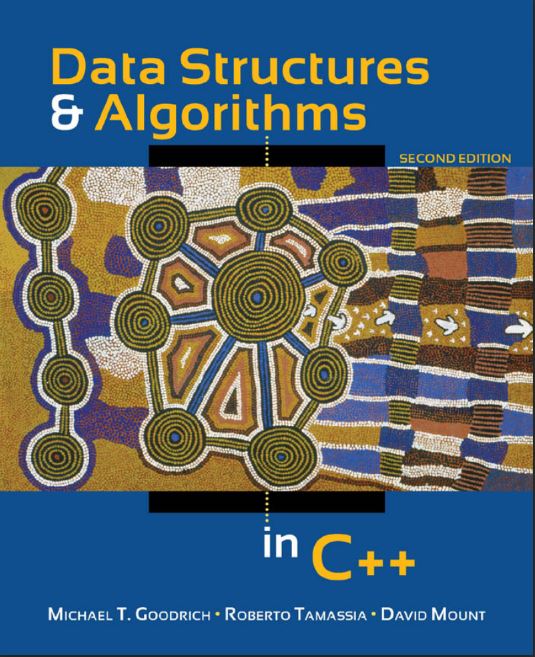 Data Structures
& Algorithms
SECOND EDITION
in C++
MICHAEL T. GOODRICH • ROBERTO TAMASSIA • DAVID MOUNT